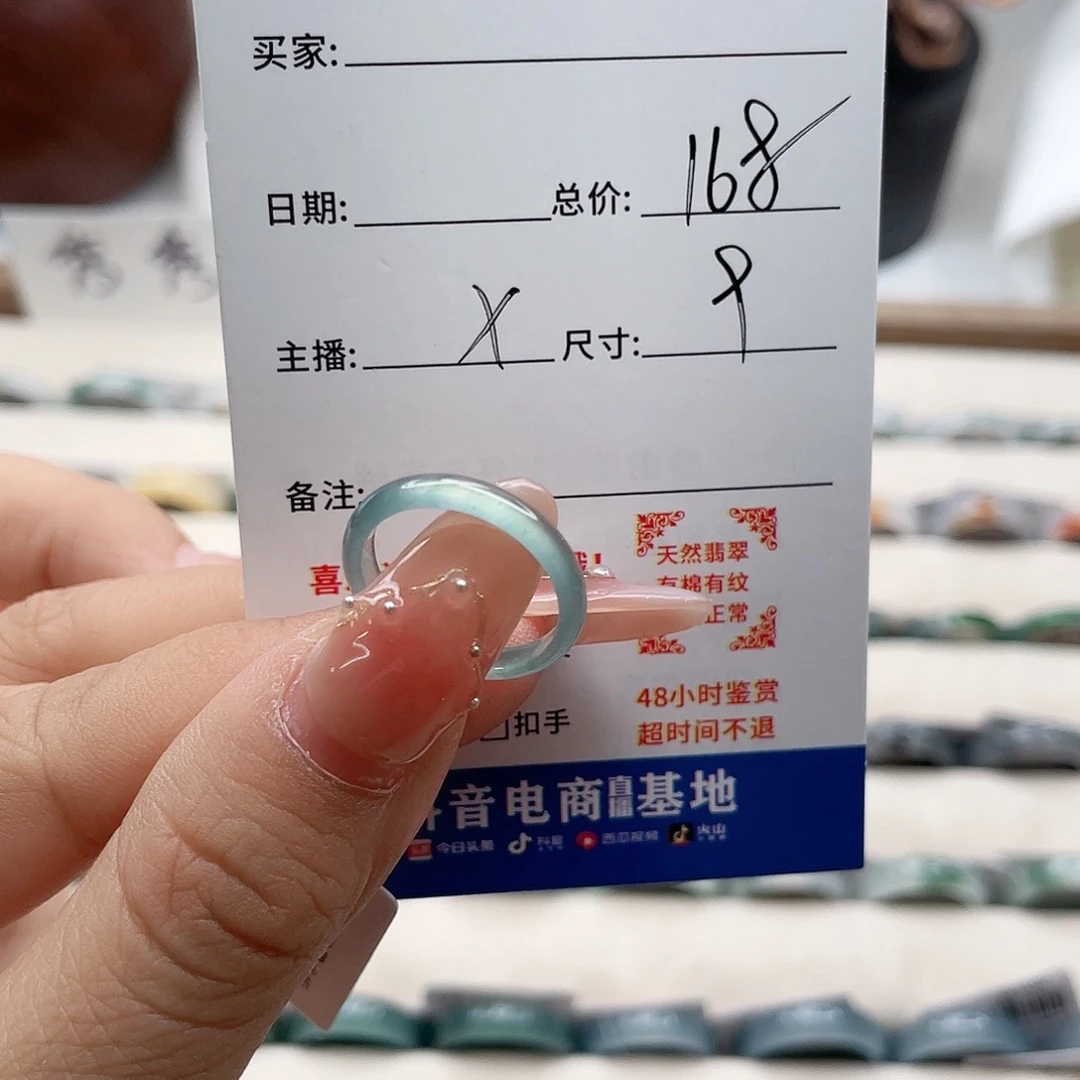 买家:
日期: 总价: 168
主播: X 尺寸: 9
备注:
喜
天然翡翠
有棉有纹
正常
48小时鉴赏
扣手 超时间不退
音电商直播基地
今日头条 抖音 西瓜视频 火山